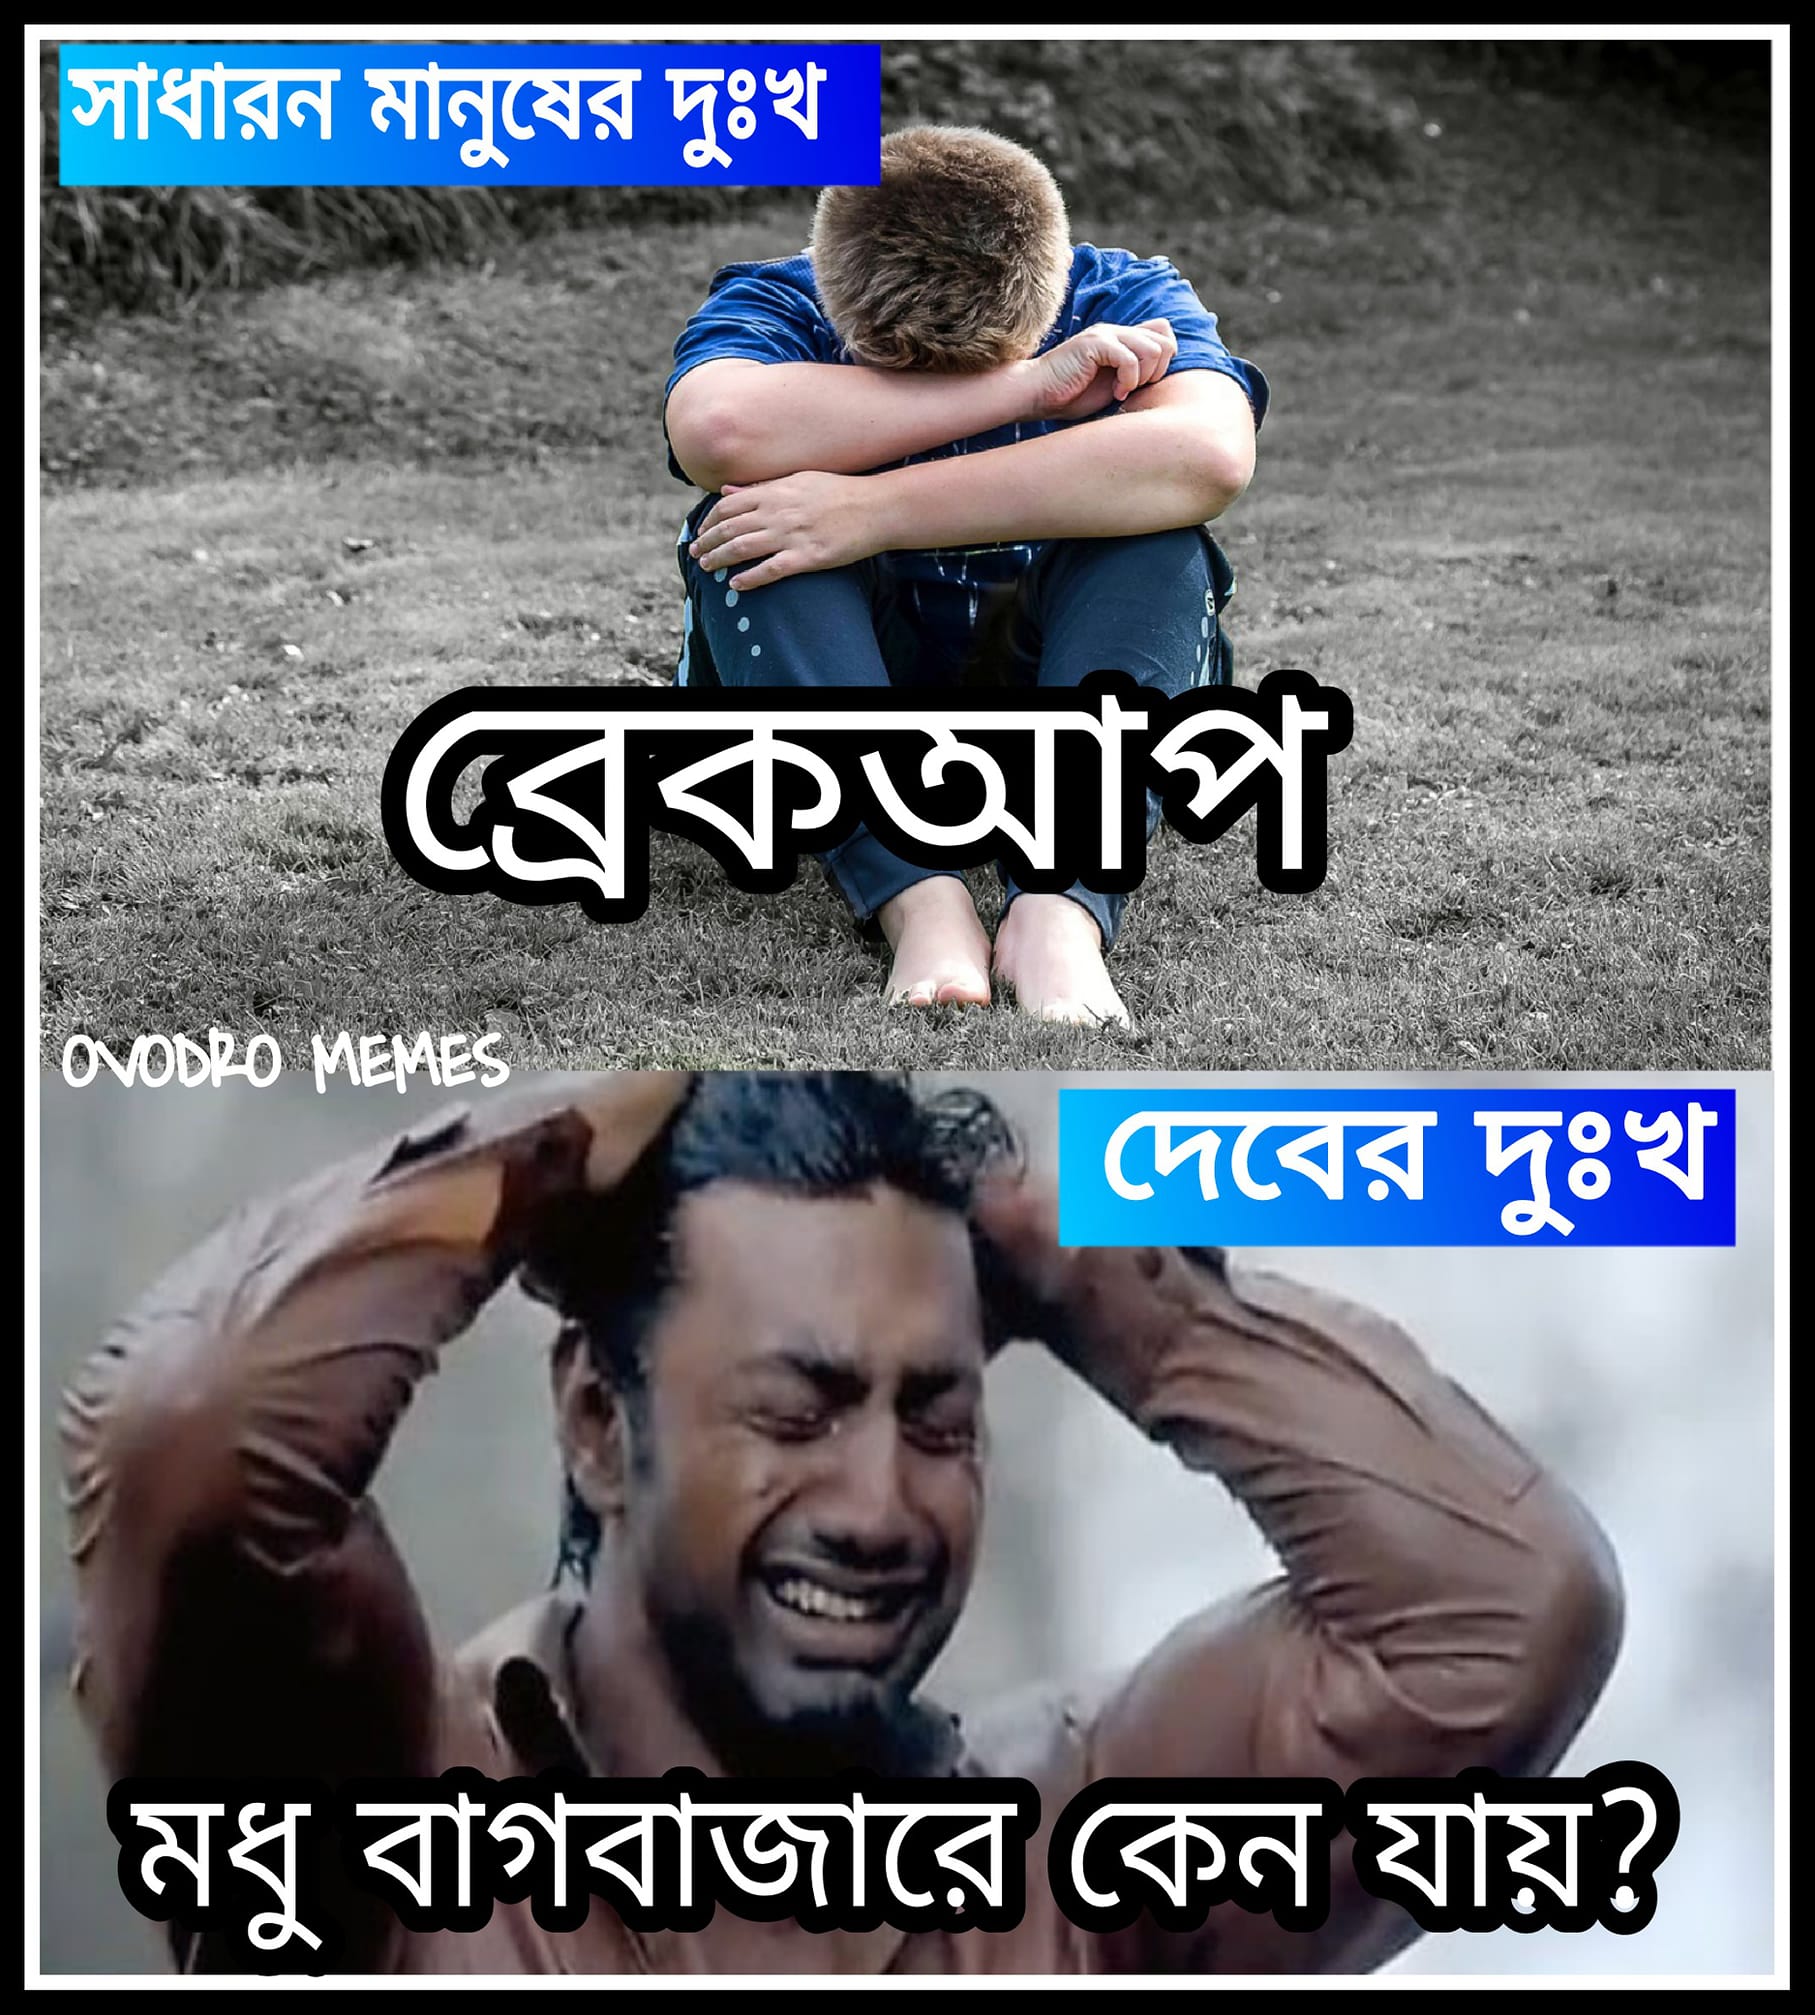 সাধারন মানুষের দুঃখ
ব্রেকআপ
OVODRO MEMES
দেবের দুঃখ
মধু বাগবাজারে কেন যায়?